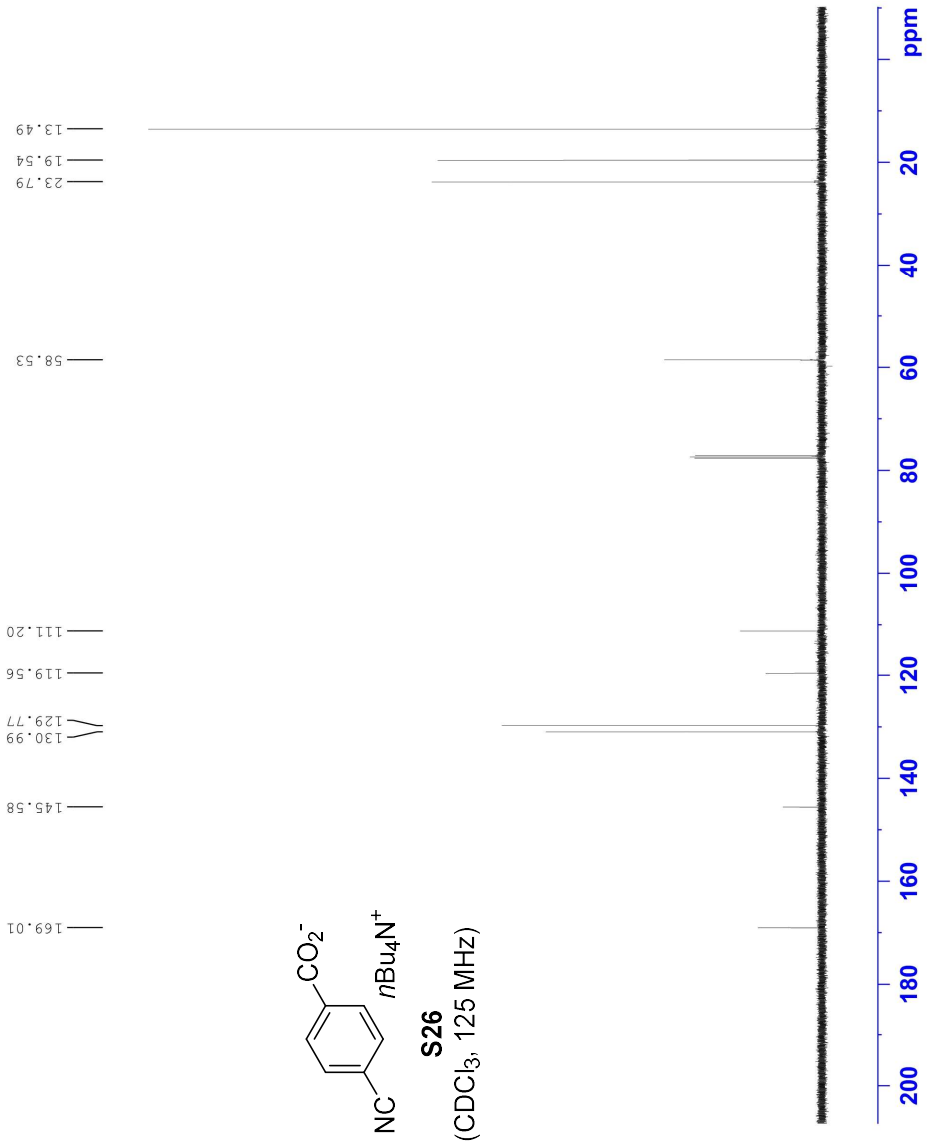 169.01
145.58
130.99
129.77
119.56
111.20
58.53
23.79
19.54
13.49
CO₂⁻
NC
nBu₄N⁺
S26
(CDCl₃, 125 MHz)
200 180 160 140 120 100 80 60 40 20 ppm